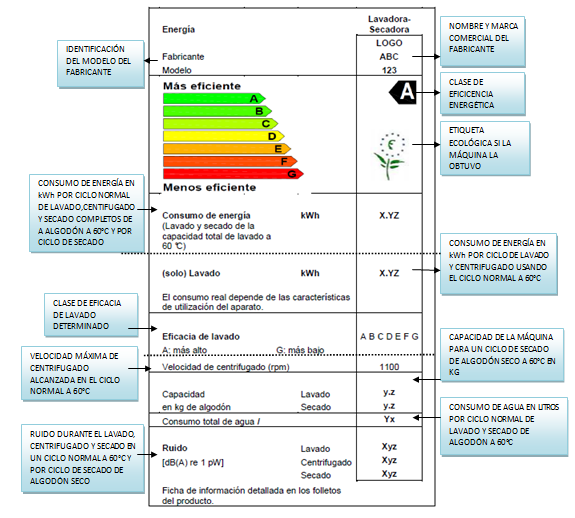 Energía
Lavadora-
Secadora
LOGO
Fabricante ABC
Modelo 123
Más eficiente
A
A
B
C
D
E
F
G
Menos eficiente
Consumo de energía kWh X.YZ
(Lavado y secado de la
capacidad total de lavado a
60 °C)
(solo) Lavado kWh X.YZ
El consumo real depende de las características
de utilización del aparato.
Eficacia de lavado A B C D E F G
A: más alto G: más bajo
Velocidad de centrifugado (rpm) 1100
Capacidad Lavado y.z
en kg de algodón Secado y.z
Consumo total de agua l Yx
Ruido Lavado Xyz
[dB(A) re 1 pW] Centrifugado Xyz
Secado Xyz
Ficha de información detallada en los folletos
del producto.
IDENTIFICACIÓN
DEL MODELO DEL
FABRICANTE
CONSUMO DE ENERGÍA EN
kWh POR CICLO NORMAL
DE LAVADO,CENTIFUGADO
Y SECADO COMPLETOS DE
A ALGODÓN A 60ºC Y POR
CICLO DE SECADO
CLASE DE EFICACIA
DE LAVADO
DETERMINADO
VELOCIDAD MÁXIMA DE
CENTRIFUGADO
ALCANZADA EN EL CICLO
NORMAL A 60ºC
RUIDO DURANTE EL LAVADO,
CENTRIFUGADO Y SECADO EN
UN CICLO NORMAL A 60ºC Y
POR CICLO DE SECADO DE
ALGODÓN SECO
NOMBRE Y MARCA
COMERCIAL DEL
FABRICANTE
CLASE DE
EFICICENCIA
ENERGÉTICA
ETIQUETA
ECOLÓGICA SI LA
MÁQUINA LA
OBTUVO
CONSUMO DE ENERGÍA EN
kWh POR CICLO DE LAVADO
Y CENTRIFUGADO USANDO
EL CICLO NORMAL A 60ºC
CAPACIDAD DE LA MÁQUINA
PARA UN CICLO DE SECADO
DE ALGODÓN SECO A 60ºC EN
KG
CONSUMO DE AGUA EN LITROS
POR CICLO NORMAL DE
LAVADO Y SECADO DE
ALGODÓN A 60ºC